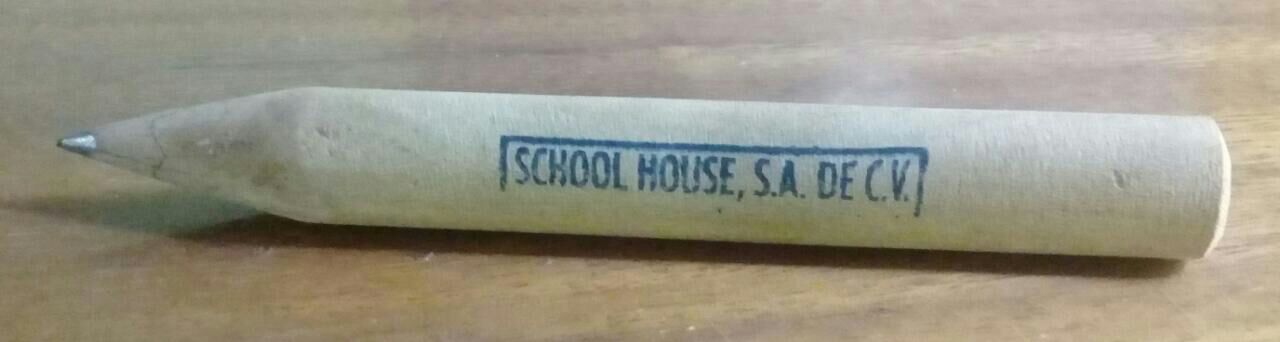 SCHOOL HOUSE, S.A. DE C.V.